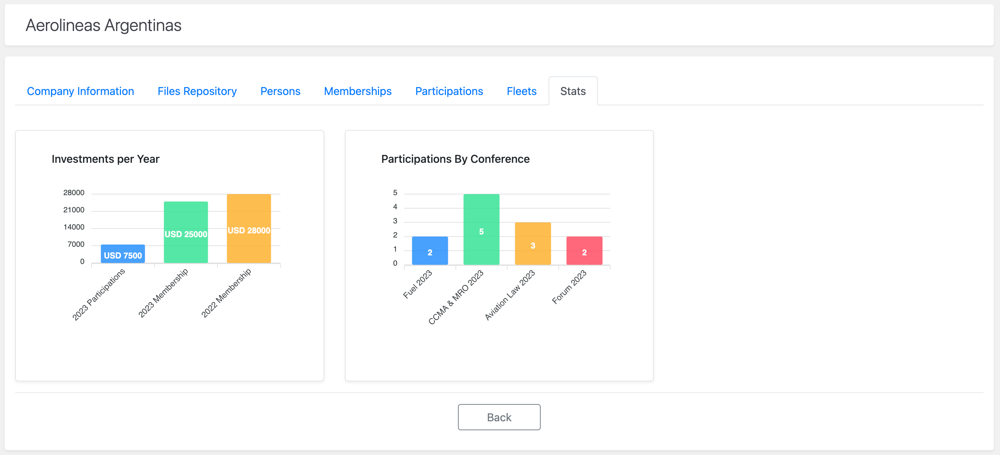 Aerolineas Argentinas
Company Information Files Repository Persons Memberships Participations Fleets Stats
Investments per Year
28000
21000
14000
7000
0
USD 7500
USD 25000
USD 28000
2023 Participations
2023 Membership
2022 Membership
Participations By Conference
5
4
3
2
1
0
2
5
3
2
Fuel 2023
CCMA & MRO 2023
Aviation Law 2023
Forum 2023
Back